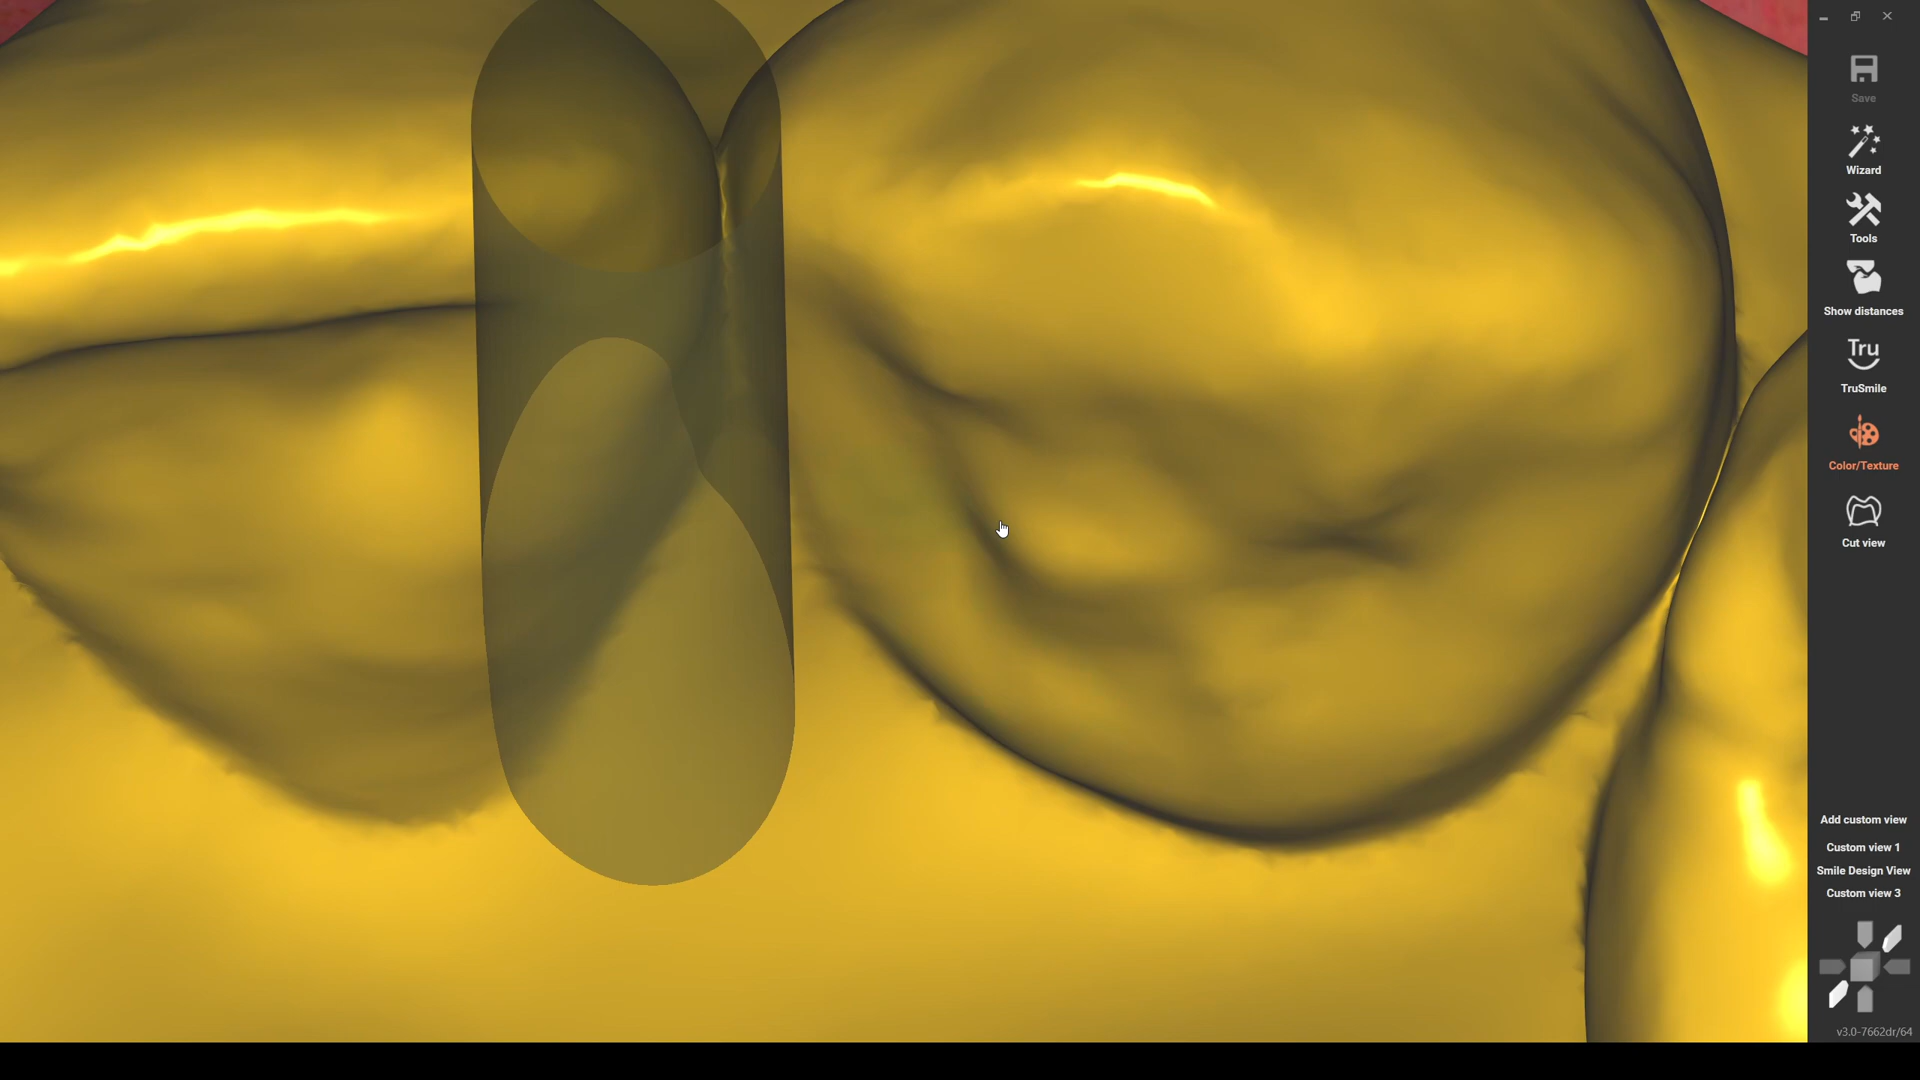 Save
Wizard
Tools
Show distances
Tru
TruSmile
Color/Texture
Cut view
Add custom view
Custom view 1
Smile Design View
Custom view 3
v3.0-7662dr/64